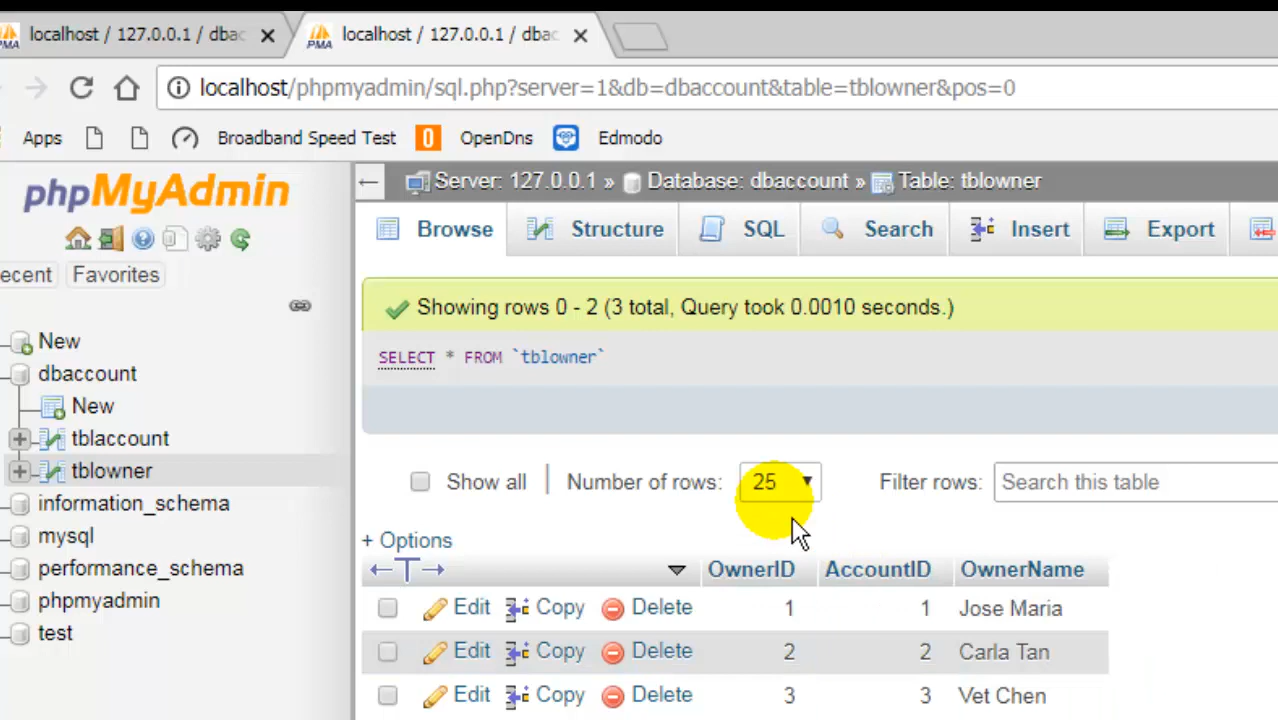 localhost / 127.0.0.1 / dbac
localhost / 127.0.0.1 / dbac
localhost/phpmyadmin/sql.php?server=1&db=dbaccount&table=tblowner&pos=0
Apps Broadband Speed Test OpenDns Edmodo
phpMyAdmin
ecent Favorites
New
dbaccount
New
tblaccount
tblowner
information_schema
mysql
performance_schema
phpmyadmin
test
Server: 127.0.0.1 » Database: dbaccount » Table: tblowner
Browse Structure SQL Search Insert Export
Showing rows 0 - 2 (3 total, Query took 0.0010 seconds.)
SELECT * FROM `tblowner`
Show all Number of rows: 25 Filter rows: Search this table
+ Options
←T→ OwnerID AccountID OwnerName
Edit Copy Delete 1 1 Jose Maria
Edit Copy Delete 2 2 Carla Tan
Edit Copy Delete 3 3 Vet Chen